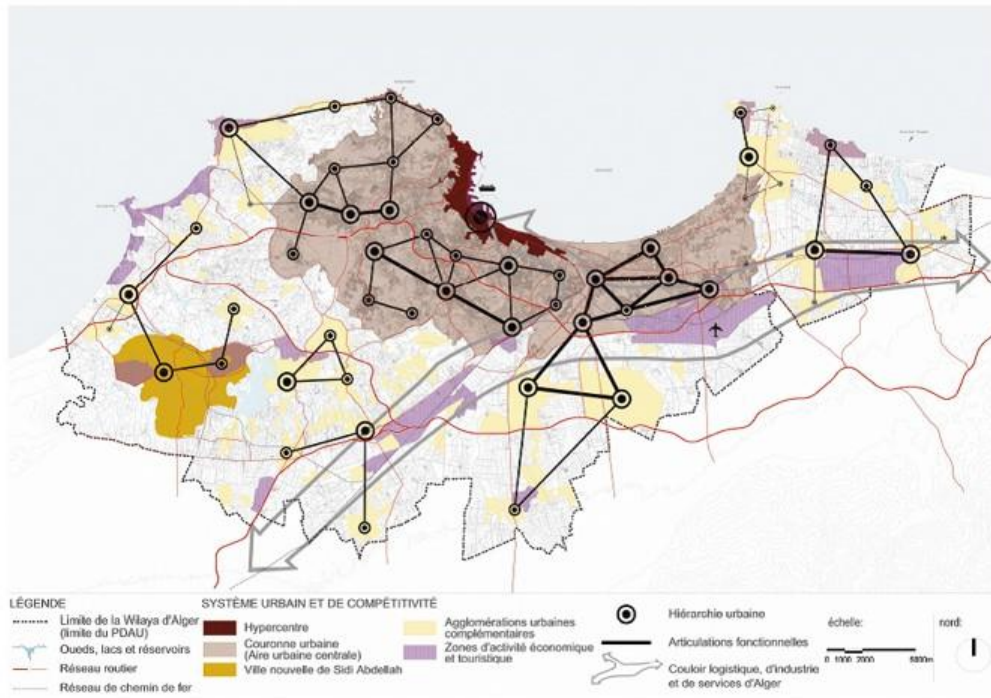 LÉGENDE
Limite de la Wilaya d'Alger
(limite du PDAU)
Oueds, lacs et réservoirs
Réseau routier
Réseau de chemin de fer
SYSTÈME URBAIN ET DE COMPÉTITIVITÉ
Hypercentre
Couronne urbaine
(Aire urbaine centrale)
Ville nouvelle de Sidi Abdellah
Agglomérations urbaines
complémentaires
Zones d'activité économique
et touristique
Hiérarchie urbaine
Articulations fonctionnelles
Couloir logistique, d'industrie
et de services d'Alger
échelle:
0 1000 2000 5000m
nord: